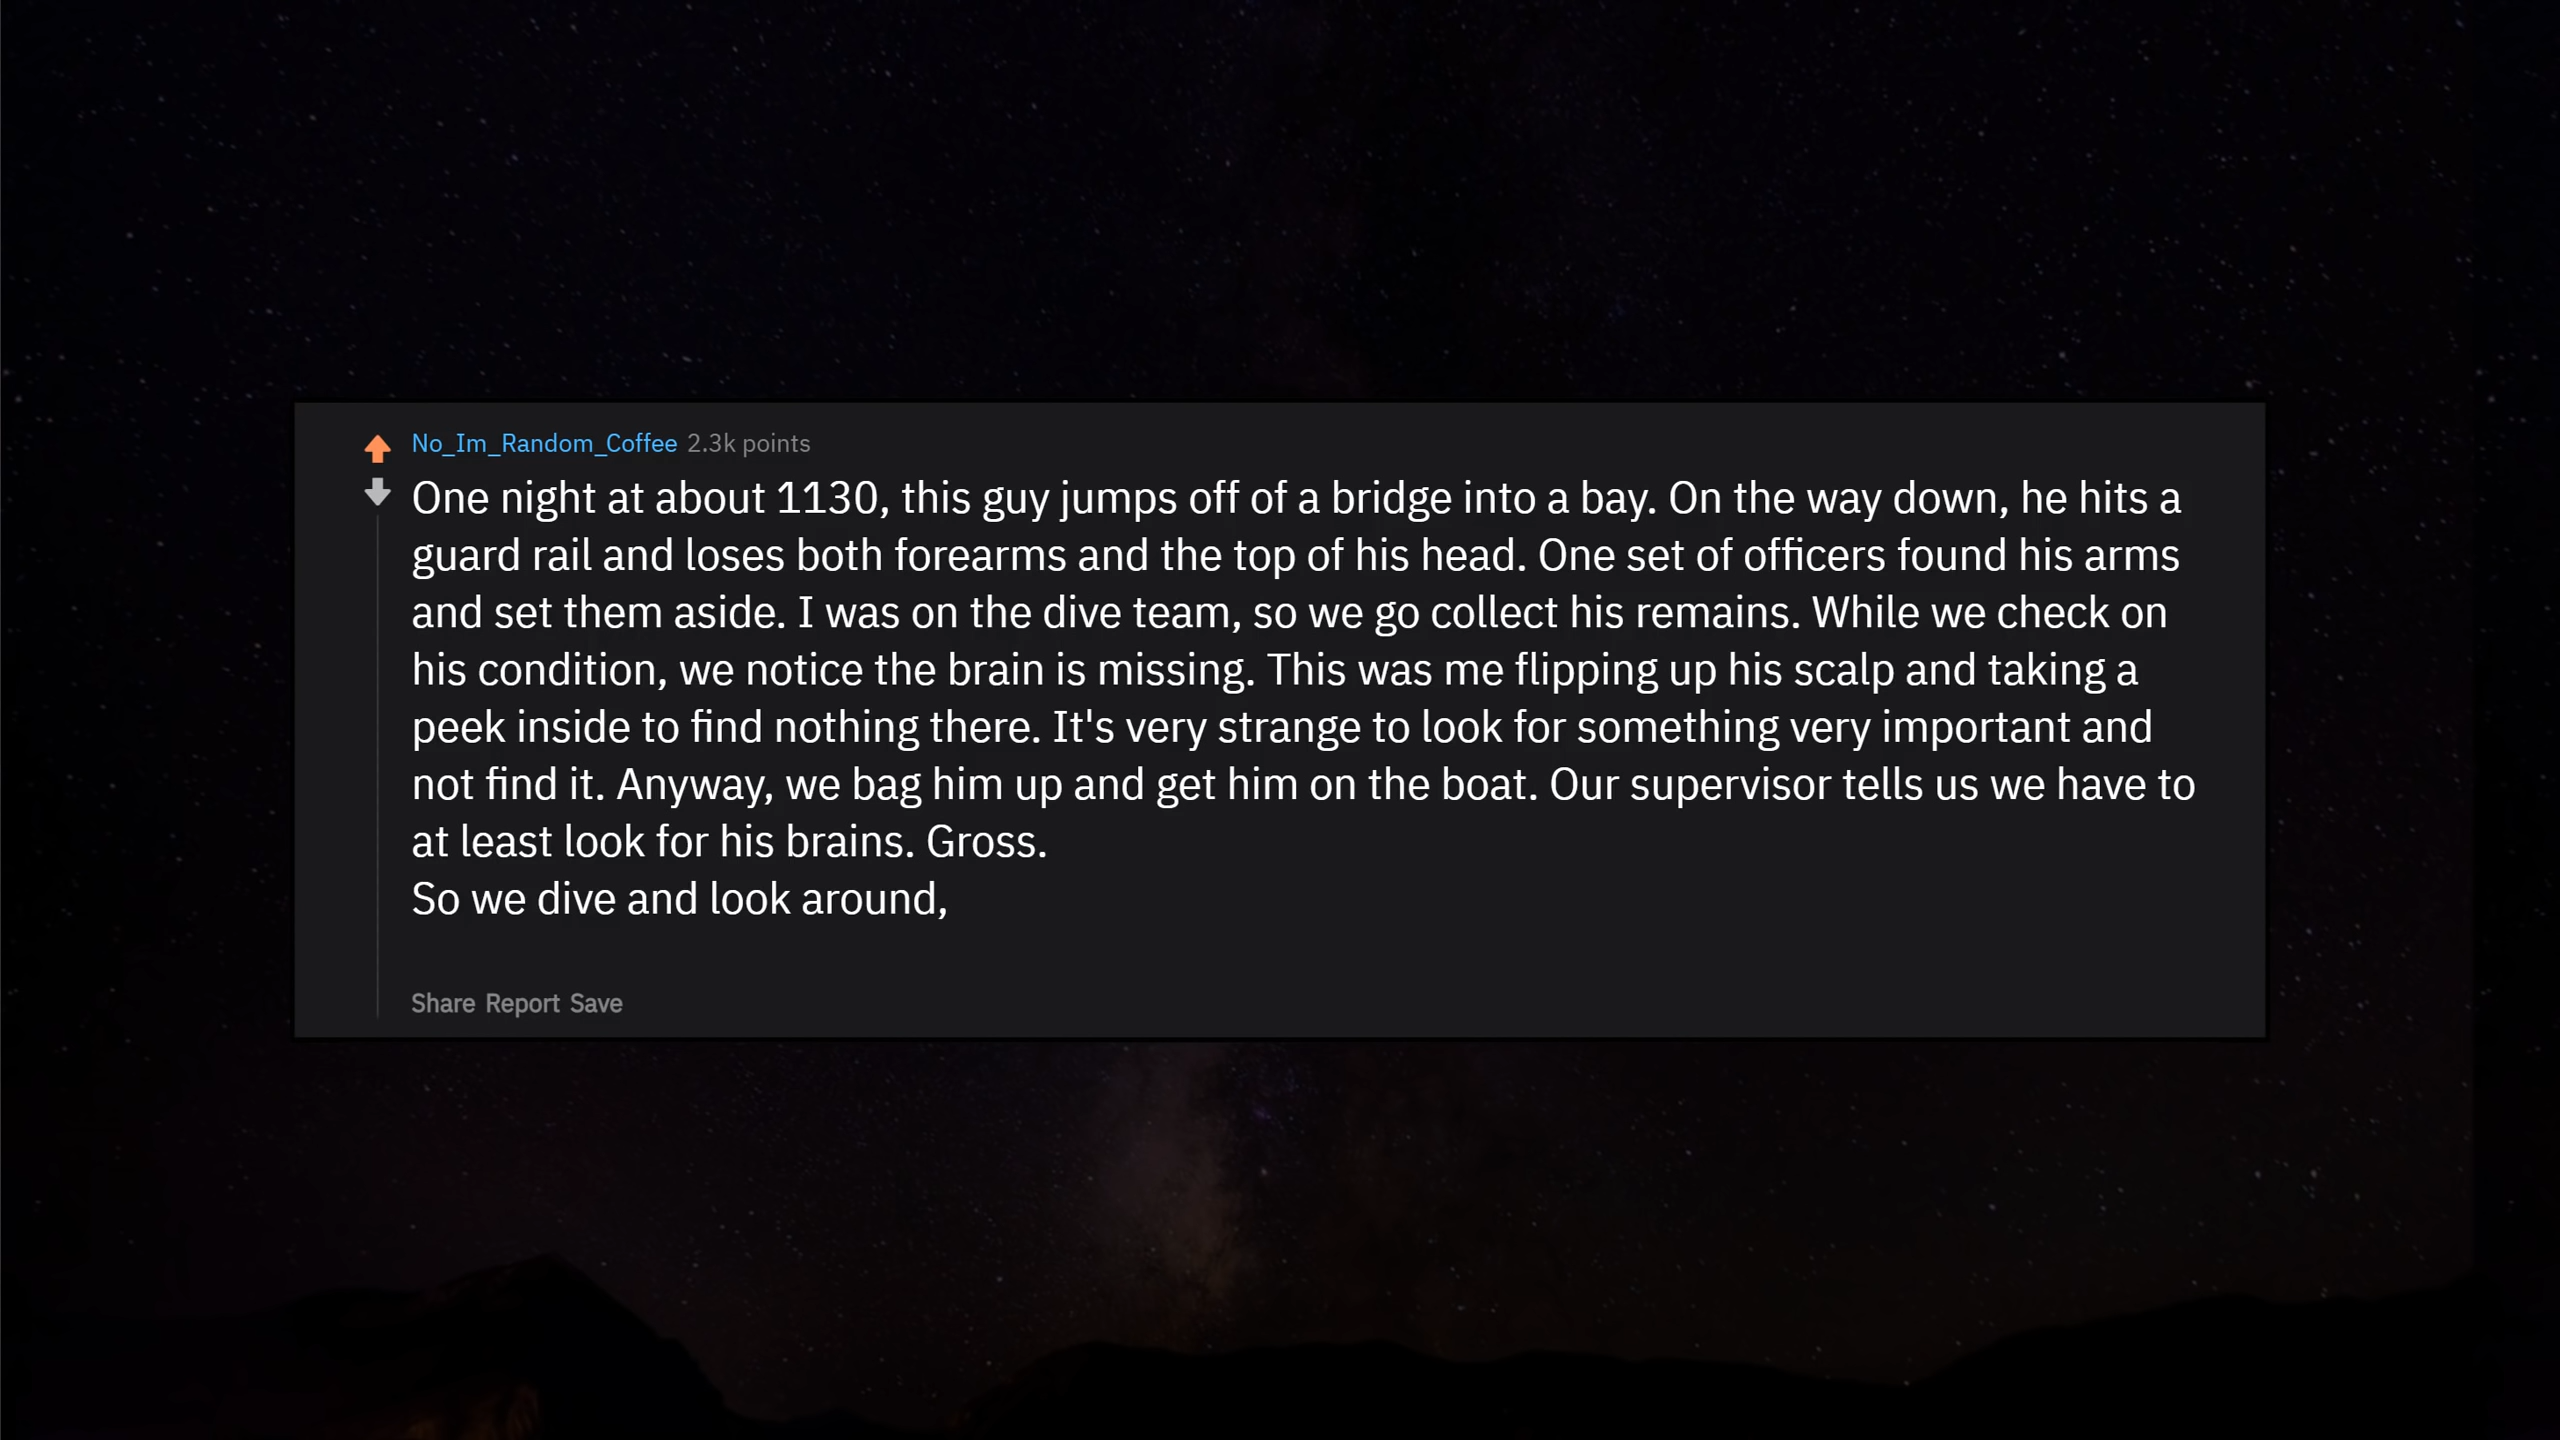 No_Im_Random_Coffee 2.3k points
One night at about 1130, this guy jumps off of a bridge into a bay. On the way down, he hits a
guard rail and loses both forearms and the top of his head. One set of officers found his arms
and set them aside. I was on the dive team, so we go collect his remains. While we check on
his condition, we notice the brain is missing. This was me flipping up his scalp and taking a
peek inside to find nothing there. It's very strange to look for something very important and
not find it. Anyway, we bag him up and get him on the boat. Our supervisor tells us we have to
at least look for his brains. Gross.
So we dive and look around,
Share Report Save